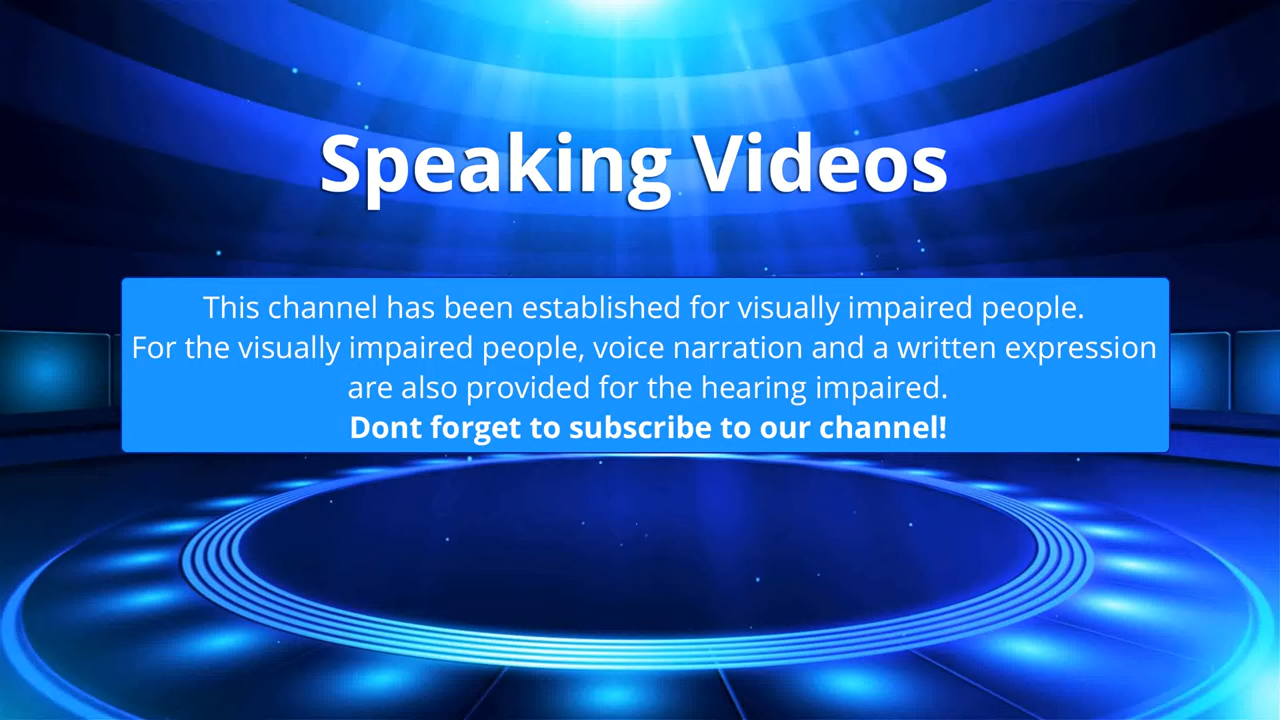 Speaking Videos
This channel has been established for visually impaired people.
For the visually impaired people, voice narration and a written expression
are also provided for the hearing impaired.
Dont forget to subscribe to our channel!